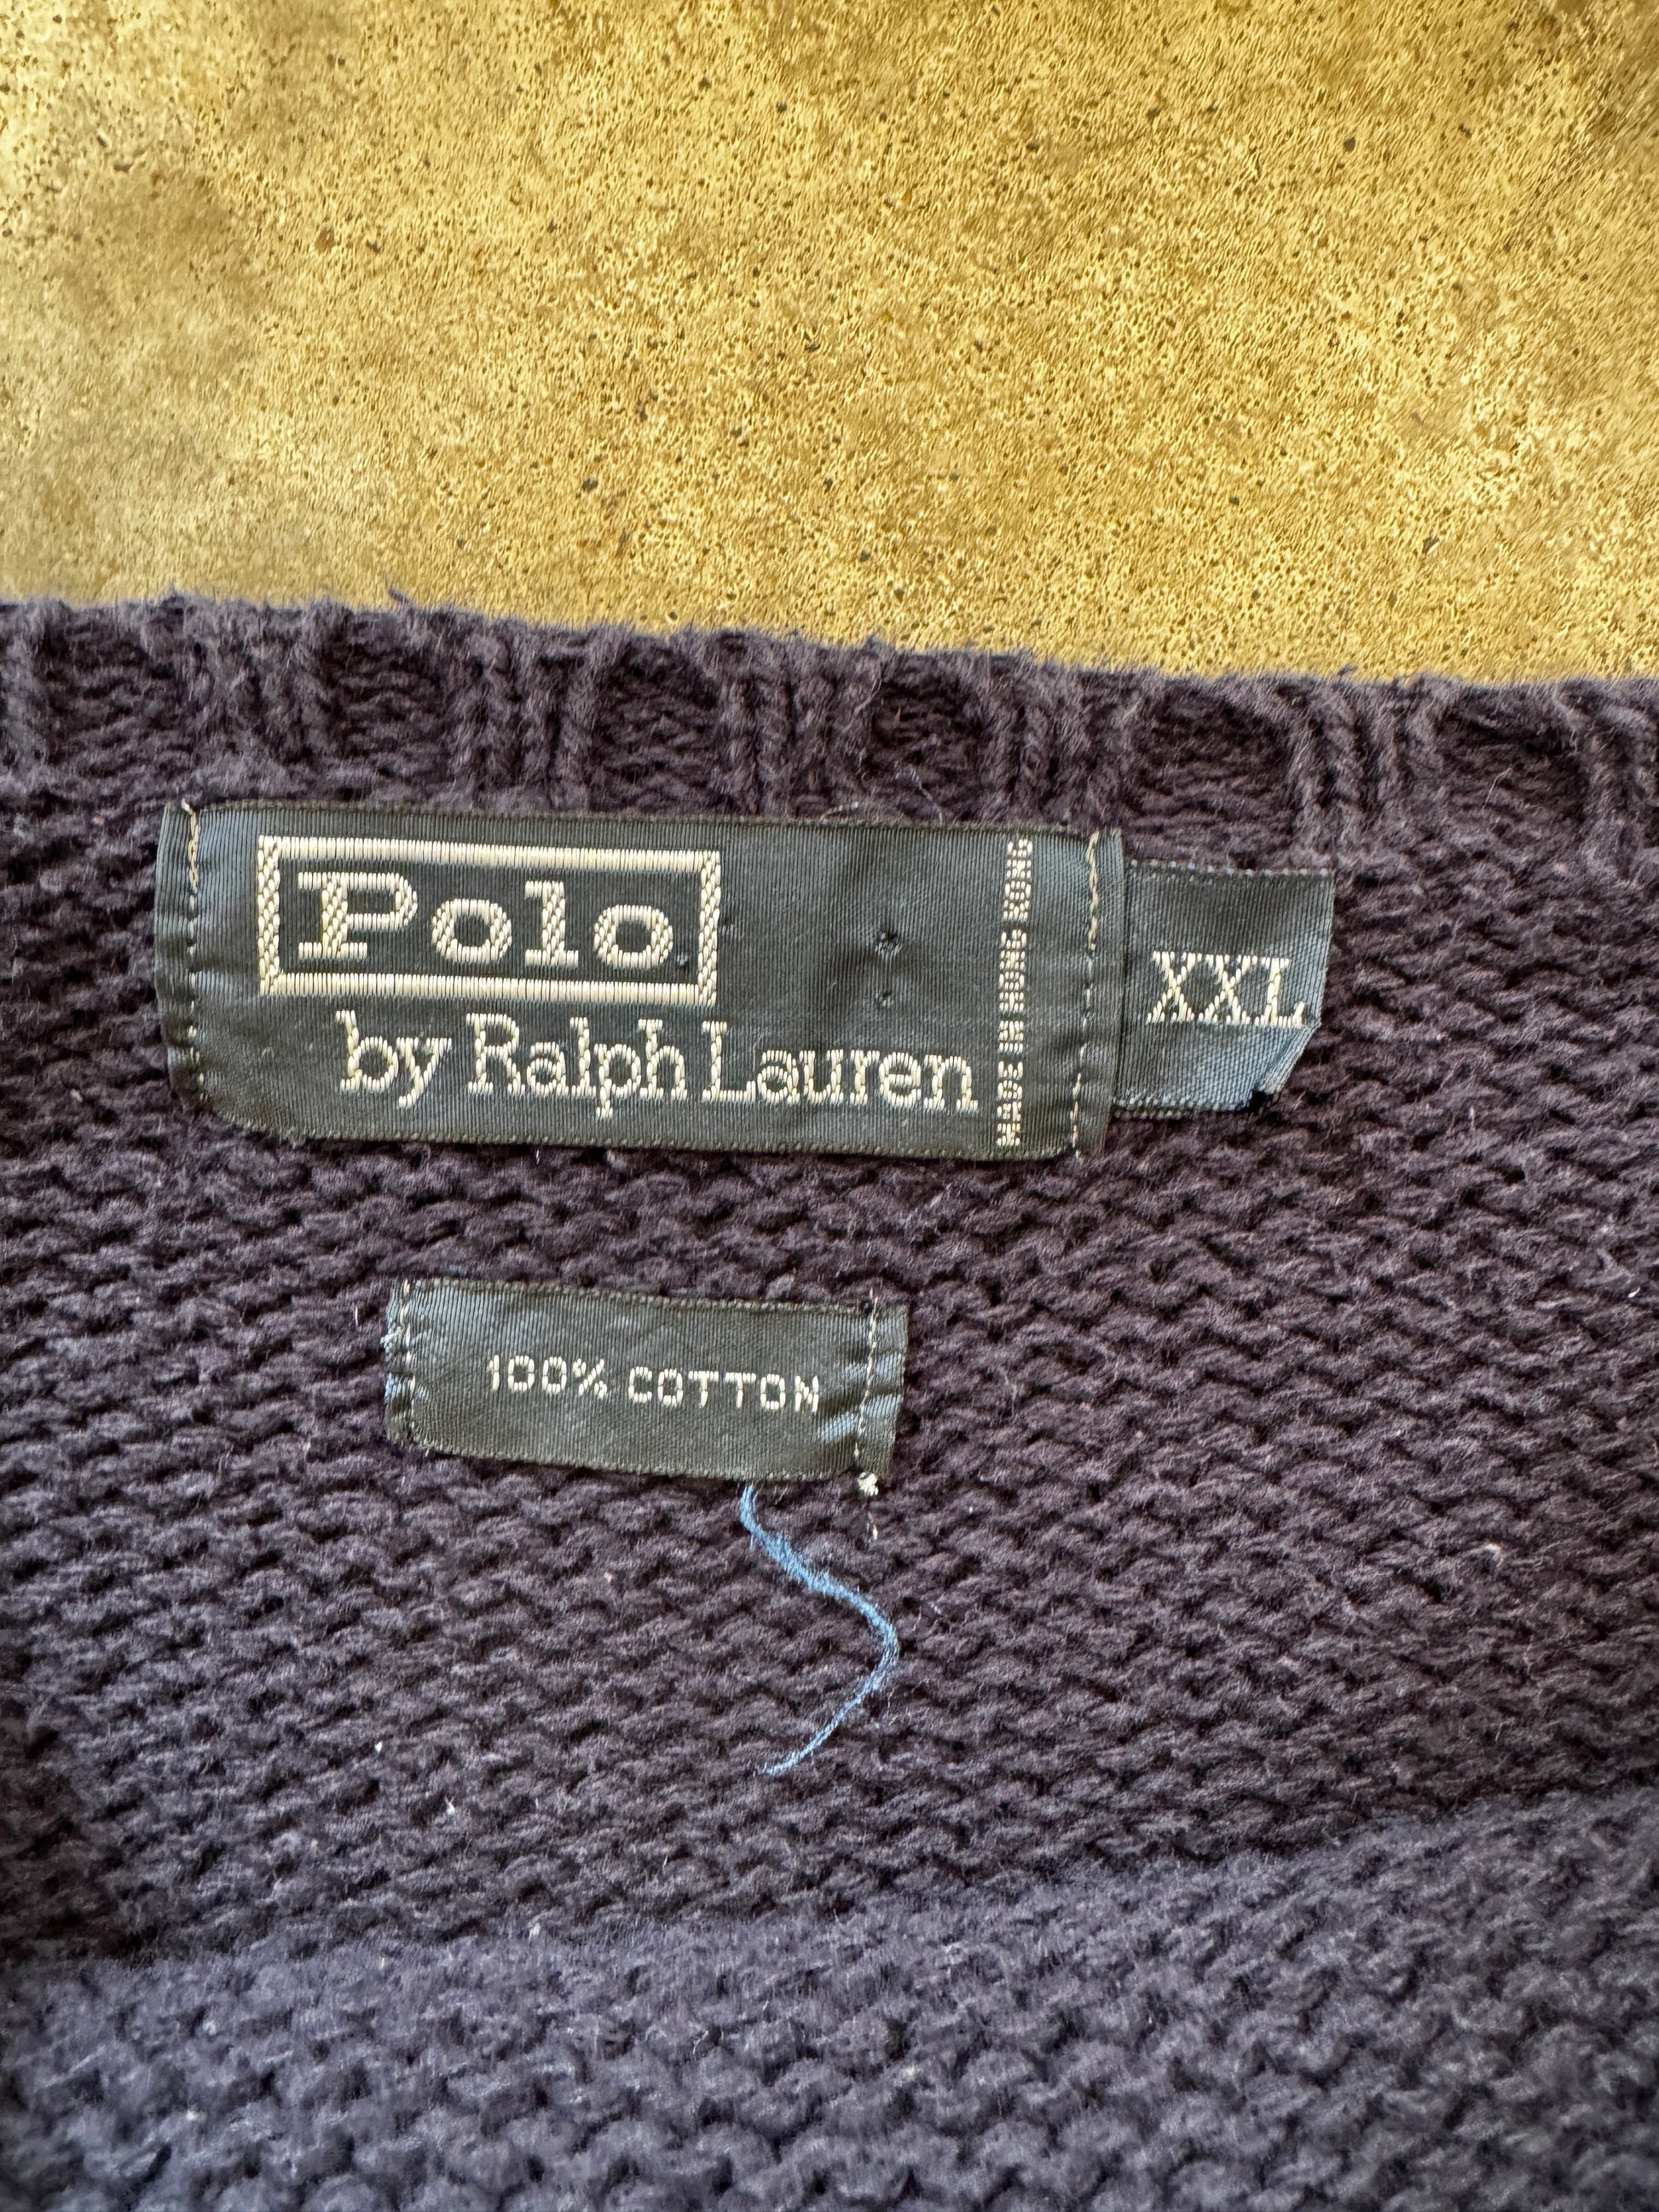 Polo
by Ralph Lauren
MADE IN HONG KONG
XXL
100% COTTON